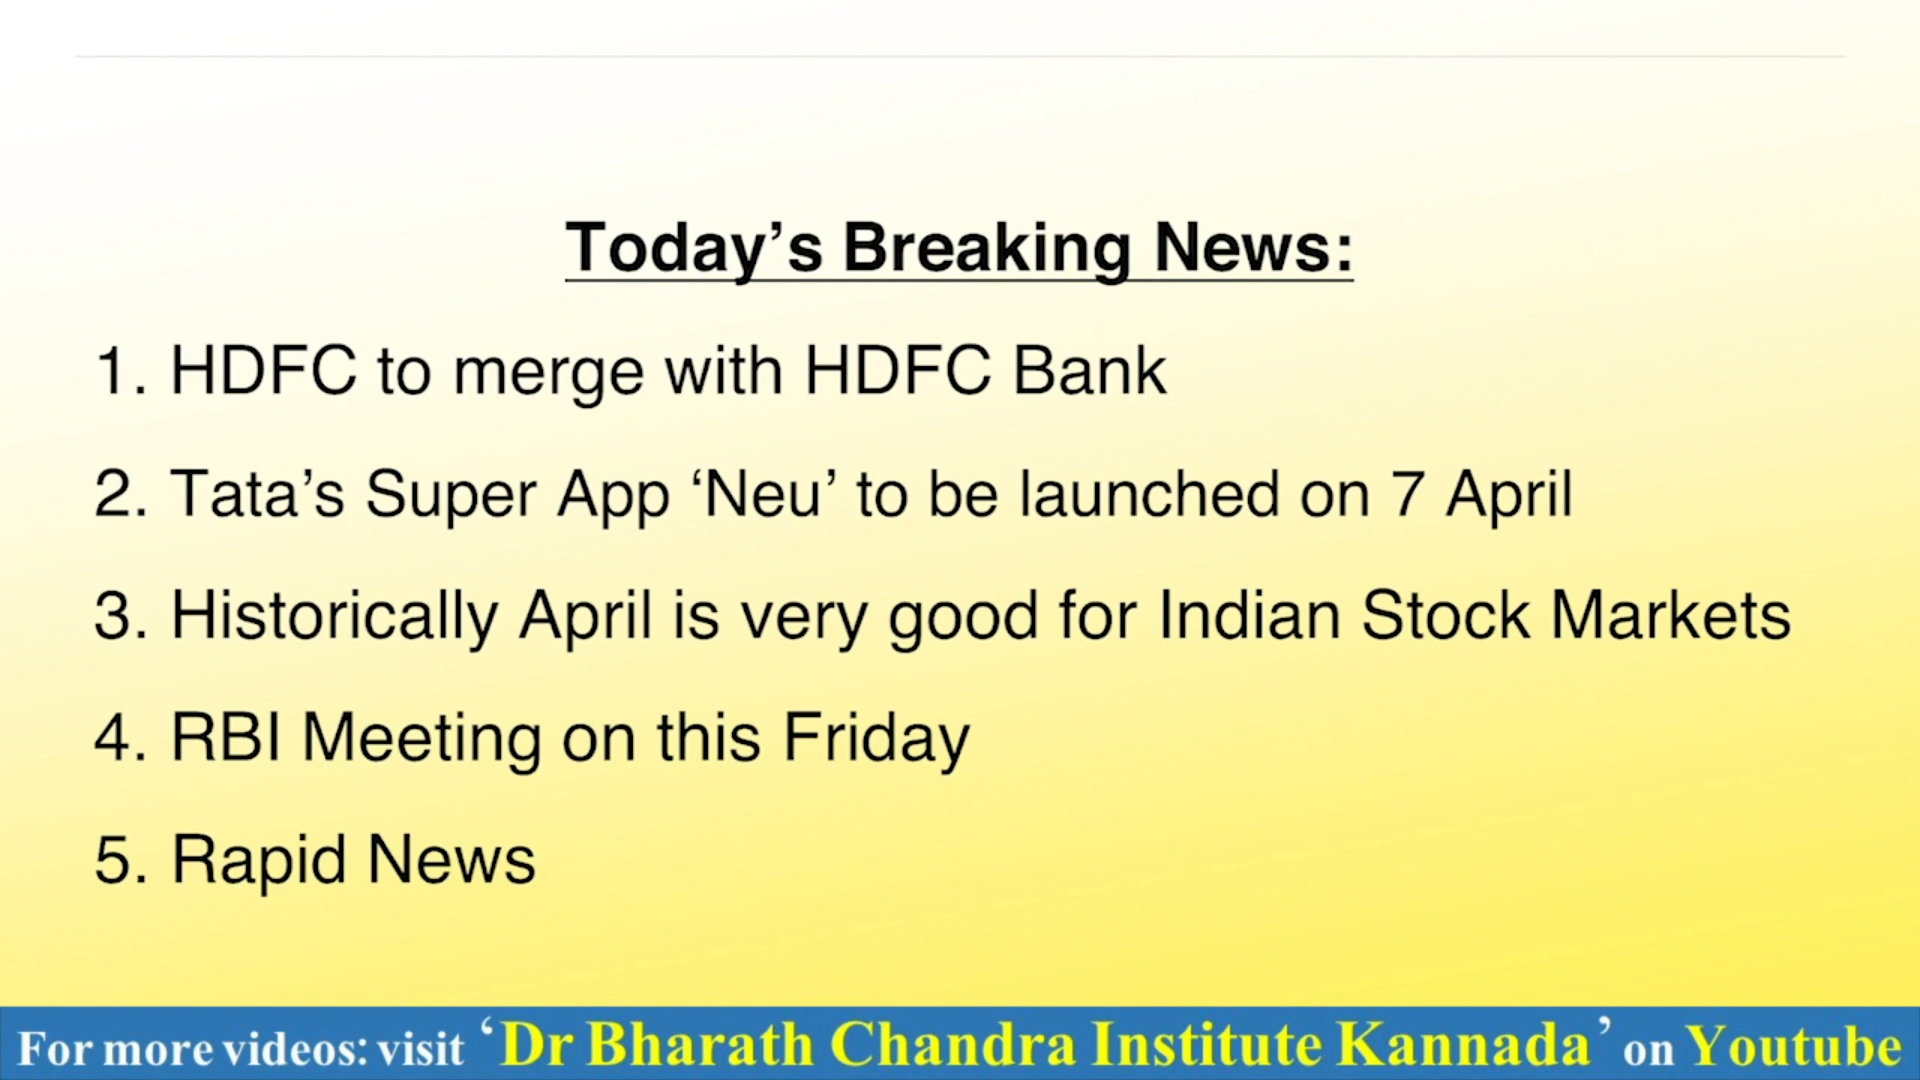 Today’s Breaking News:
1. HDFC to merge with HDFC Bank
2. Tata’s Super App ‘Neu’ to be launched on 7 April
3. Historically April is very good for Indian Stock Markets
4. RBI Meeting on this Friday
5. Rapid News
For more videos: visit ‘Dr Bharath Chandra Institute Kannada’ on Youtube